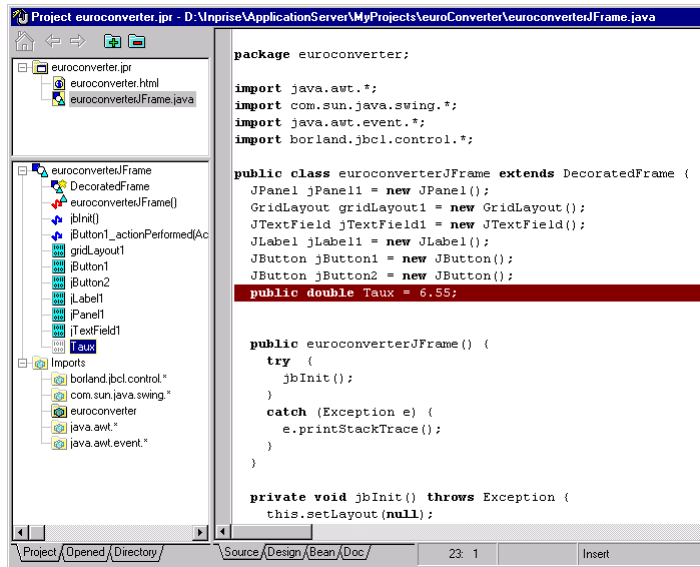 Project euroconverter.jpr - D:\Inprise\ApplicationServer\MyProjects\euroConverter\euroconverterJFrame.java
euroconverter.jpr
euroconverter.html
euroconverterJFrame.java
euroconverterJFrame
DecoratedFrame
euroconverterJFrame()
jbInit()
jButton1_actionPerformed(Ac
gridLayout1
jButton1
jButton2
jLabel1
jPanel1
jTextField1
Taux
Imports
borland.jbcl.control.*
com.sun.java.swing.*
euroconverter
java.awt.*
java.awt.event.*
Project
Opened
Directory
package euroconverter;
import java.awt.*;
import com.sun.java.swing.*;
import java.awt.event.*;
import borland.jbcl.control.*;
public class euroconverterJFrame extends DecoratedFrame {
JPanel jPanel1 = new JPanel();
GridLayout gridLayout1 = new GridLayout();
JTextField jTextField1 = new JTextField();
JLabel jLabel1 = new JLabel();
JButton jButton1 = new JButton();
JButton jButton2 = new JButton();
public double Taux = 6.55;
public euroconverterJFrame() {
try {
jbInit();
}
catch (Exception e) {
e.printStackTrace();
}
}
private void jbInit() throws Exception {
this.setLayout(null);
Source
Design
Bean
Doc
23: 1
Insert